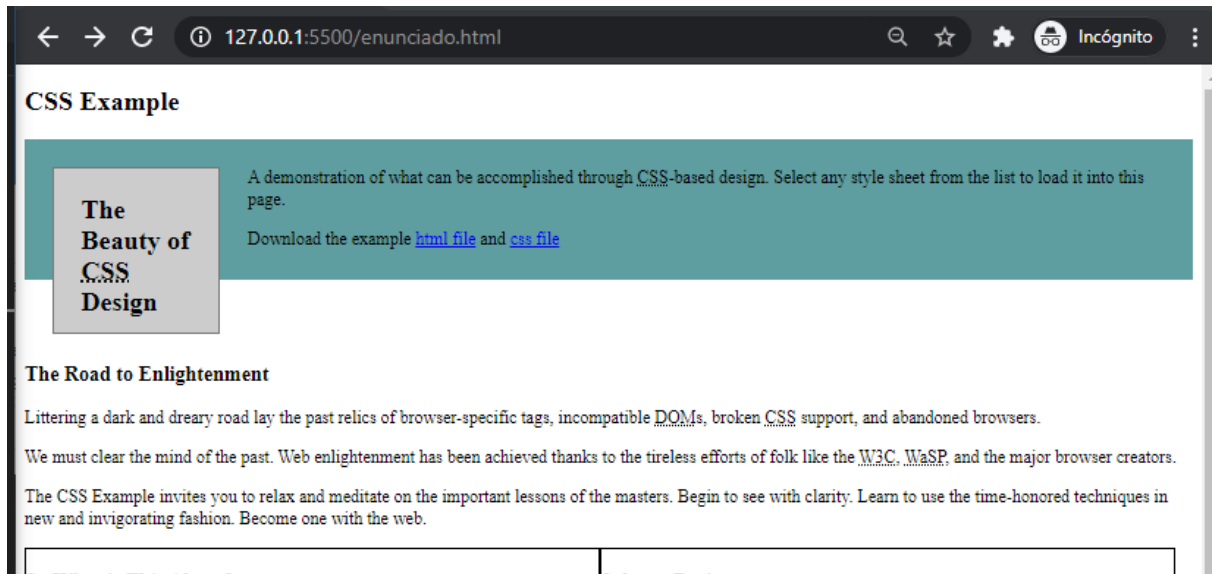 127.0.0.1:5500/enunciado.html
Incógnito
CSS Example
The
Beauty of
CSS
Design
A demonstration of what can be accomplished through CSS-based design. Select any style sheet from the list to load it into this
page.
Download the example html file and css file
The Road to Enlightenment
Littering a dark and dreary road lay the past relics of browser-specific tags, incompatible DOMs, broken CSS support, and abandoned browsers.
We must clear the mind of the past. Web enlightenment has been achieved thanks to the tireless efforts of folk like the W3C, WaSP, and the major browser creators.
The CSS Example invites you to relax and meditate on the important lessons of the masters. Begin to see with clarity. Learn to use the time-honored techniques in
new and invigorating fashion. Become one with the web.